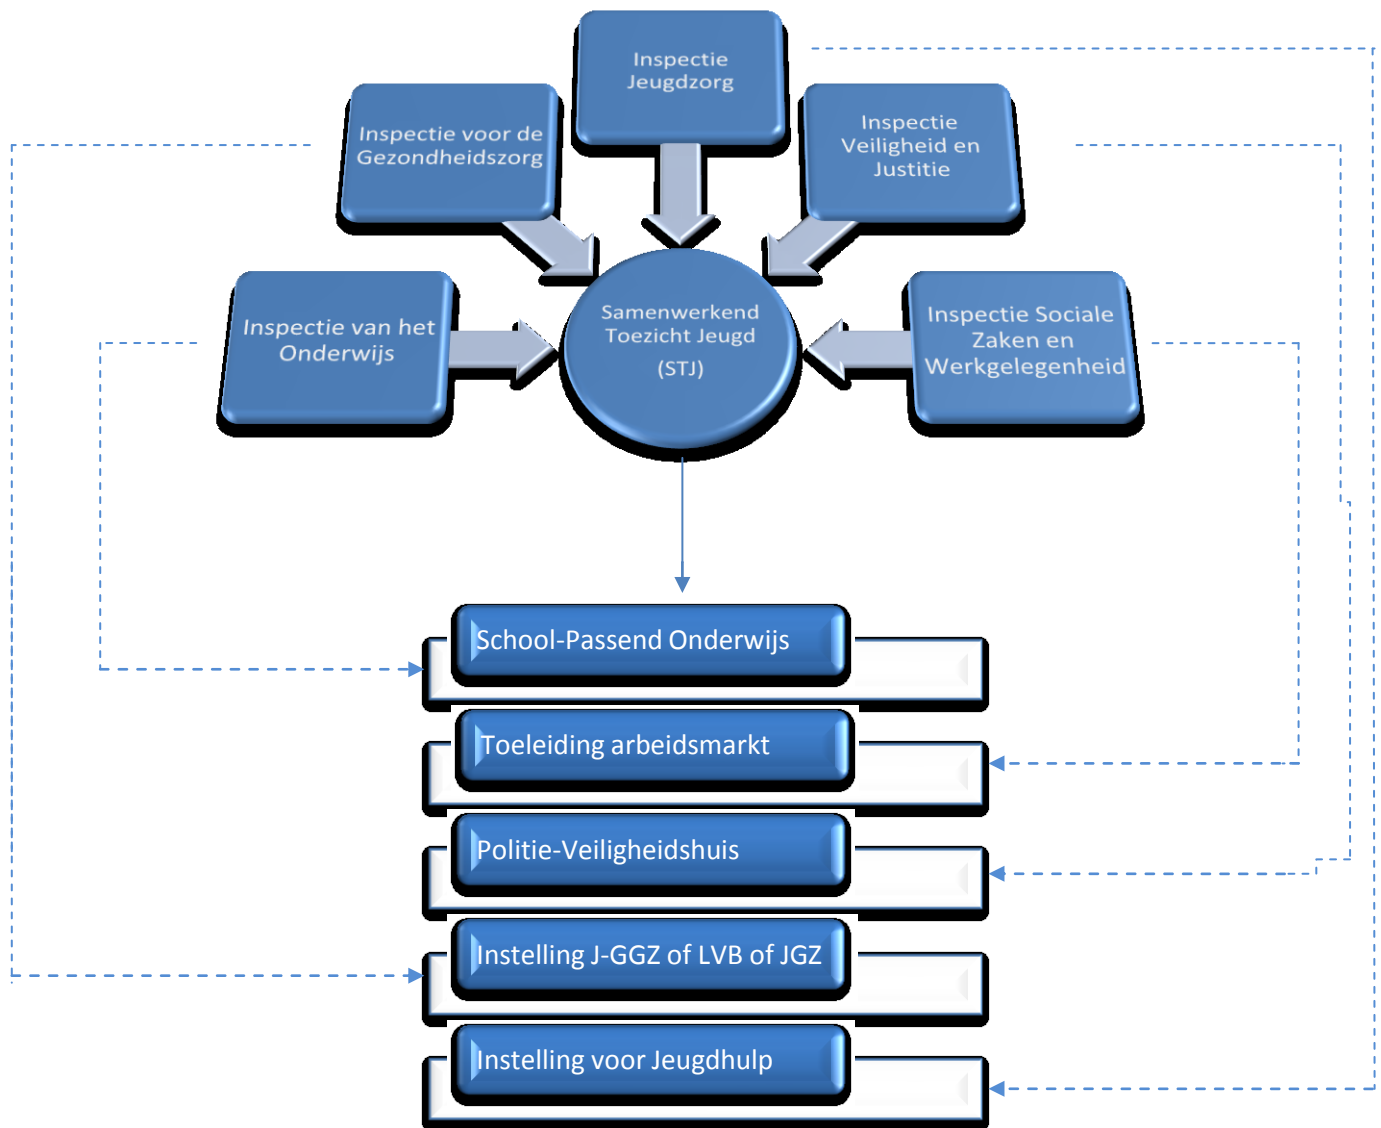 Inspectie
Jeugdzorg
Inspectie voor de
Gezondheidszorg
Inspectie
Veiligheid en
Justitie
Inspectie van het
Onderwijs
Samenwerkend
Toezicht Jeugd
(STJ)
Inspectie Sociale
Zaken en
Werkgelegenheid
School-Passend Onderwijs
Toeleiding arbeidsmarkt
Politie-Veiligheidshuis
Instelling J-GGZ of LVB of JGZ
Instelling voor Jeugdhulp